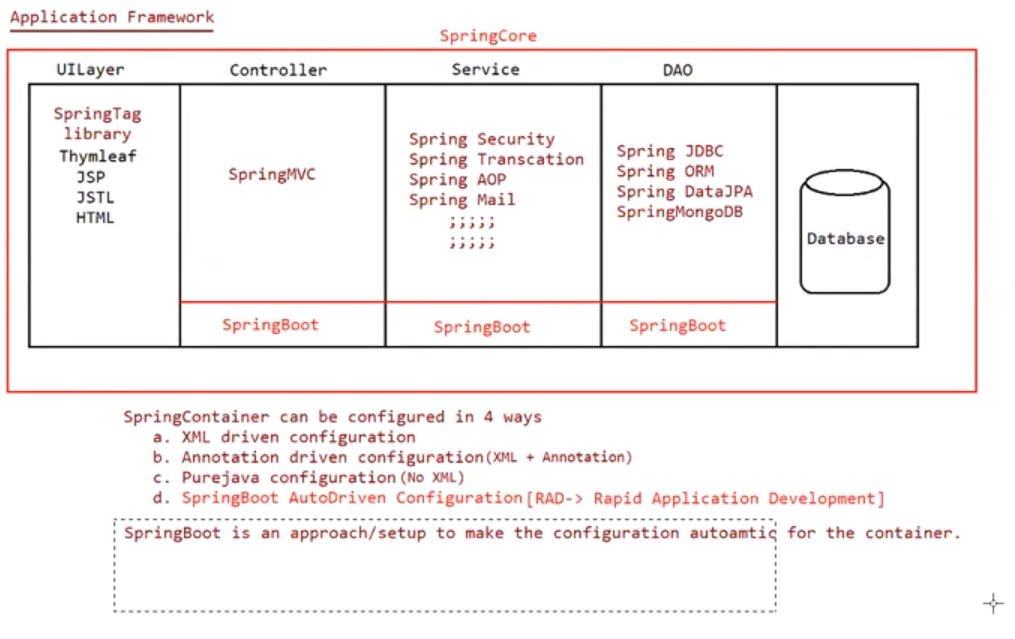 Application Framework
SpringCore
UILayer
Controller
Service
DAO
SpringTag
library
Thymleaf
JSP
JSTL
HTML
SpringMVC
Spring Security
Spring Transcation
Spring AOP
Spring Mail
;;;;;
;;;;;
Spring JDBC
Spring ORM
Spring DataJPA
SpringMongoDB
Database
SpringBoot
SpringBoot
SpringBoot
SpringContainer can be configured in 4 ways
a. XML driven configuration
b. Annotation driven configuration(XML + Annotation)
c. Purejava configuration(No XML)
d. SpringBoot AutoDriven Configuration[RAD-> Rapid Application Development]
SpringBoot is an approach/setup to make the configuration autoamtic for the container.